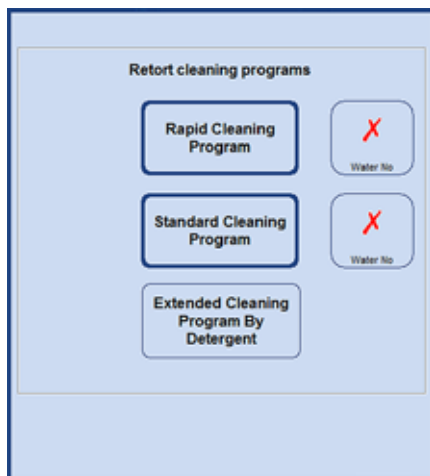 Retort cleaning programs
Rapid Cleaning
Program
✗
Water No
Standard Cleaning
Program
✗
Water No
Extended Cleaning
Program By
Detergent